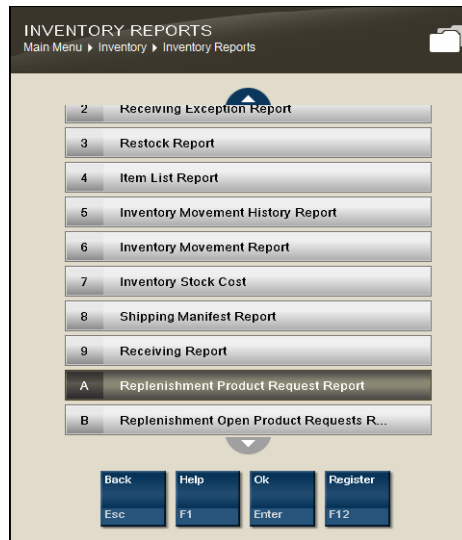 INVENTORY REPORTS
Main Menu ▸ Inventory ▸ Inventory Reports
2 Receiving Exception Report
3 Restock Report
4 Item List Report
5 Inventory Movement History Report
6 Inventory Movement Report
7 Inventory Stock Cost
8 Shipping Manifest Report
9 Receiving Report
A Replenishment Product Request Report
B Replenishment Open Product Requests R...
Back Help Ok Register
Esc F1 Enter F12